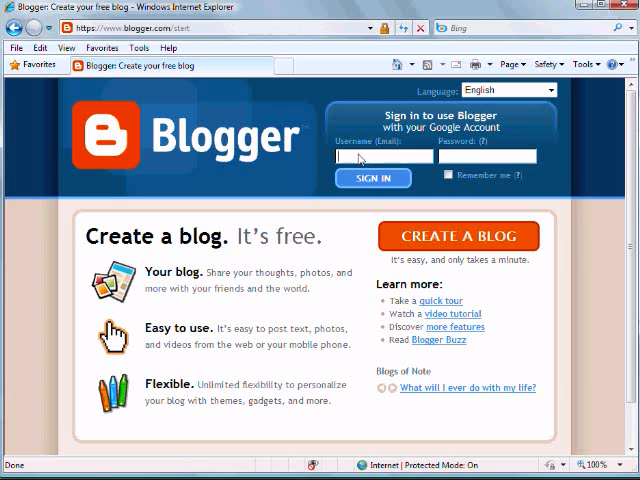 Blogger: Create your free blog - Windows Internet Explorer
https://www.blogger.com/start
Bing
File Edit View Favorites Tools Help
Favorites
Blogger: Create your free blog
Page Safety Tools
Language: English
Blogger
Sign in to use Blogger
with your Google Account
Username (Email): Password: (?)
SIGN IN
Remember me (?)
Create a blog. It's free.
CREATE A BLOG
It's easy, and only takes a minute.
Your blog. Share your thoughts, photos, and
more with your friends and the world.
Easy to use. It's easy to post text, photos,
and videos from the web or your mobile phone.
Flexible. Unlimited flexibility to personalize
your blog with themes, gadgets, and more.
Learn more:
Take a quick tour
Watch a video tutorial
Discover more features
Read Blogger Buzz
Blogs of Note
What will I ever do with my life?
Done
Internet | Protected Mode: On
100%